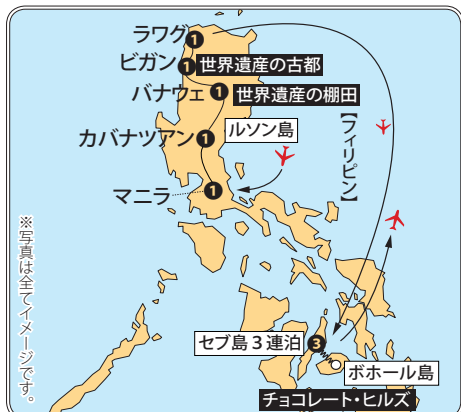 ラワグ
1
ビガン
1
世界遺産の古都
バナウェ
1
世界遺産の棚田
カバナツアン
1
ルソン島
【フィリピン】
マニラ
1
※写真は全てイメージです。
セブ島3連泊
3
ボホール島
チョコレート・ヒルズ